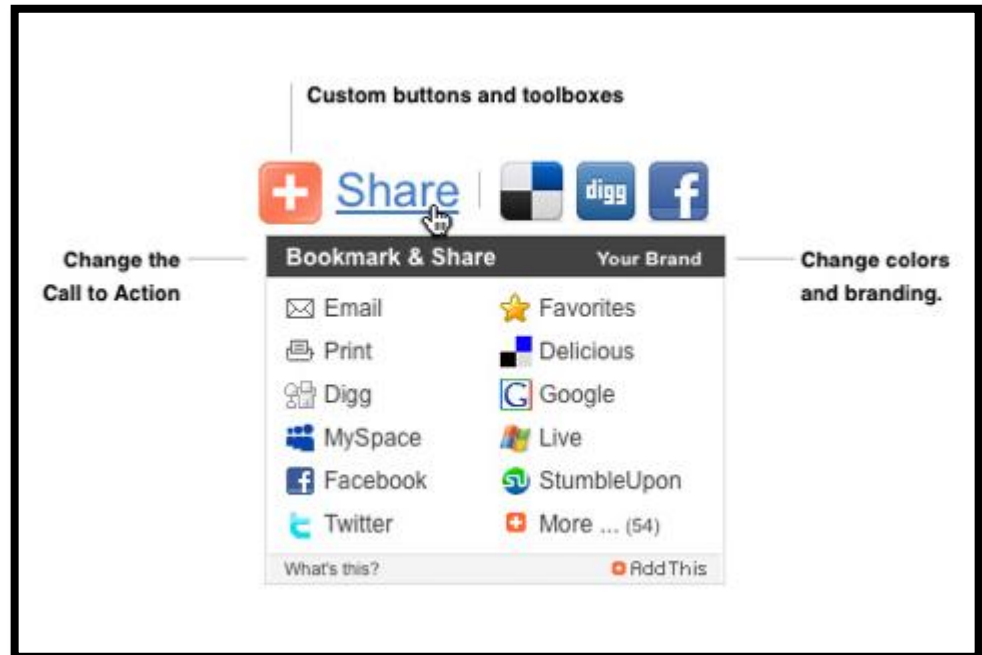 Custom buttons and toolboxes
Share
digg
Bookmark & Share
Your Brand
Change the
Call to Action
Change colors
and branding.
Email
Favorites
Print
Delicious
Digg
Google
MySpace
Live
Facebook
StumbleUpon
Twitter
More ... (54)
What's this?
AddThis